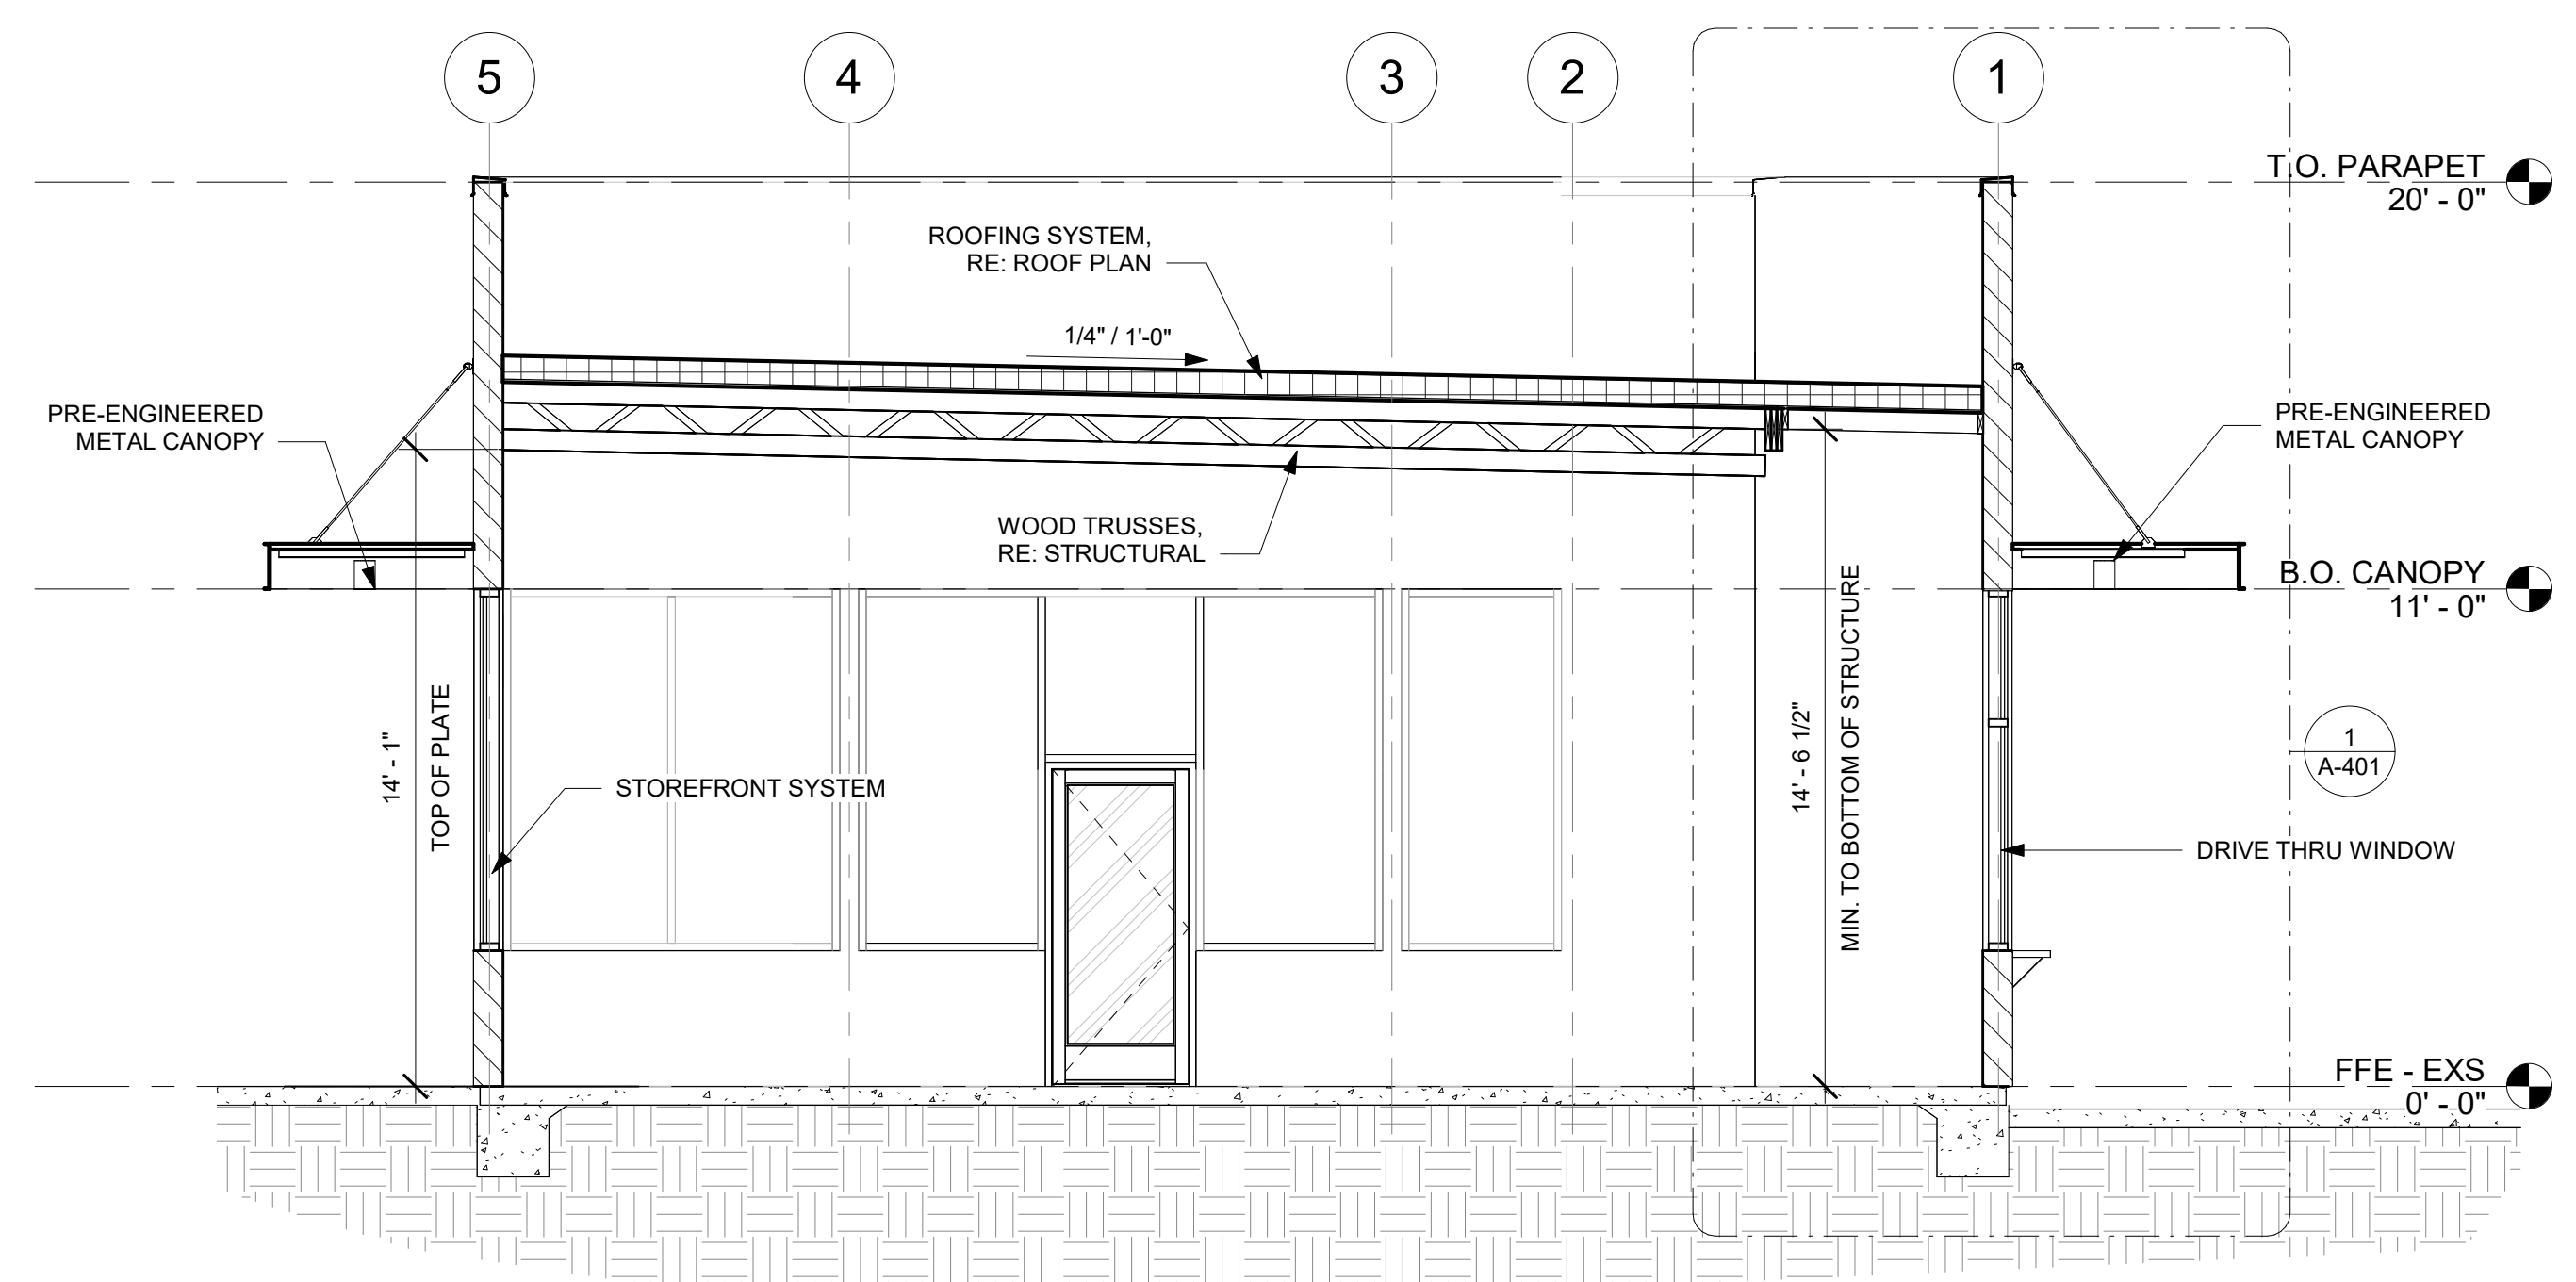 5
4
3
2
1
T.O. PARAPET
20' - 0"
ROOFING SYSTEM,
RE: ROOF PLAN
1/4" / 1'-0"
PRE-ENGINEERED
METAL CANOPY
PRE-ENGINEERED
METAL CANOPY
WOOD TRUSSES,
RE: STRUCTURAL
B.O. CANOPY
11' - 0"
14' - 1"
TOP OF PLATE
STOREFRONT SYSTEM
14' - 6 1/2"
MIN. TO BOTTOM OF STRUCTURE
1
A-401
DRIVE THRU WINDOW
FFE - EXS
0' - 0"